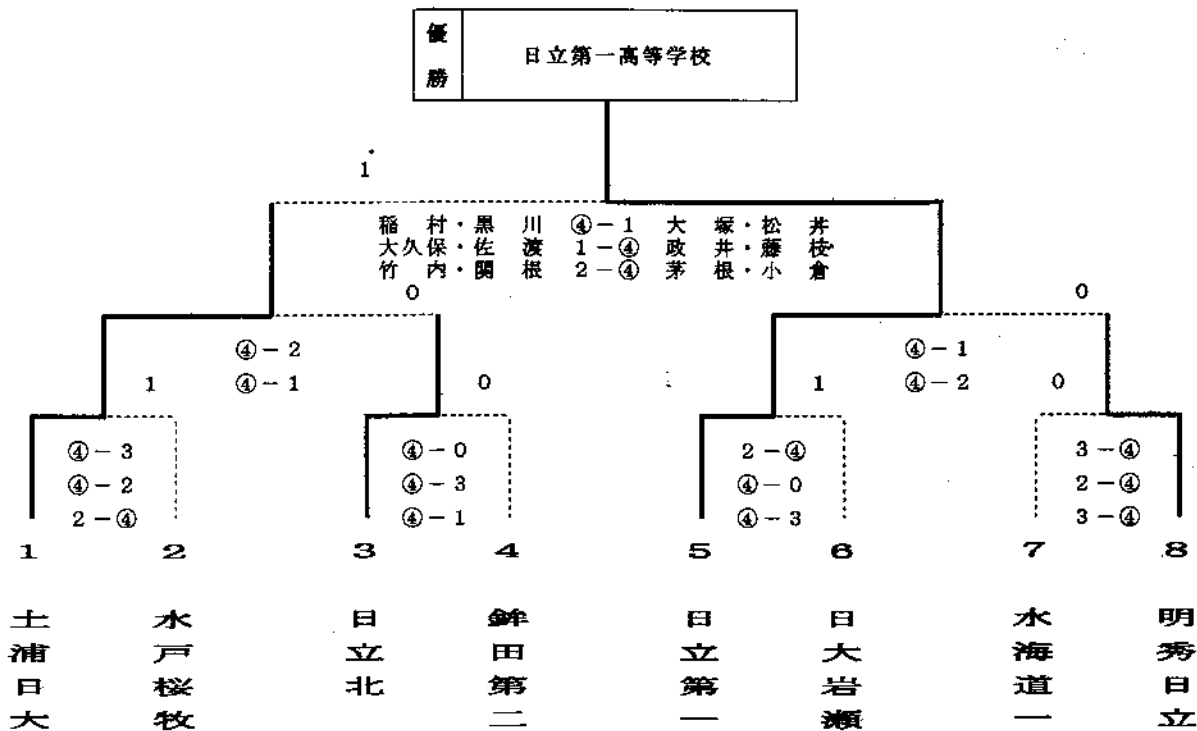 優勝
日立第一高等学校
1
稲村・黒川 ④-1 大塚・松井
大久保・佐渡 1-④ 政井・藤枝
竹内・関根 2-④ 茅根・小倉
0 0
④-2 ④-1
1 ④-1 0 1 ④-2 0
④-3 ④-0 2-④ 3-④
④-2 ④-3 ④-0 2-④
2-④ ④-1 ④-3 3-④
1 2 3 4 5 6 7 8
土浦日大
水戸桜牧
日立北
鉾田第二
日立第一
日大岩瀬
水海道一
明秀日立